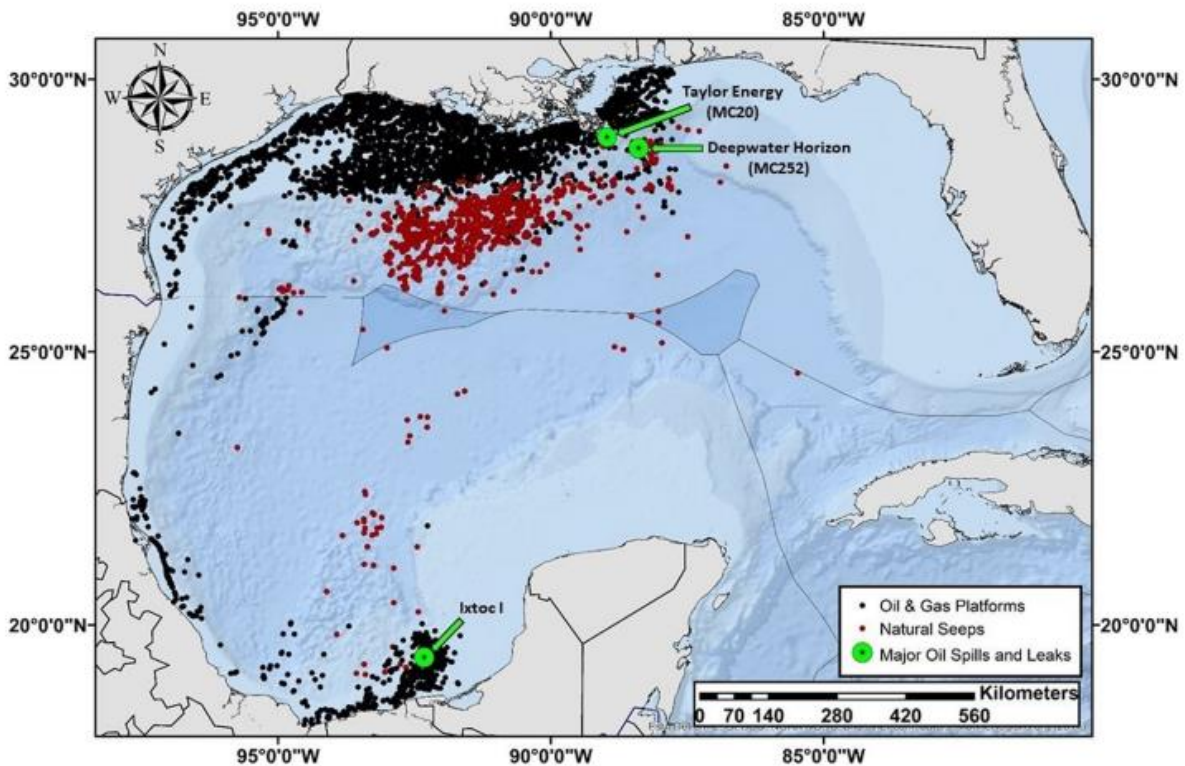 95°0'0"W 90°0'0"W 85°0'0"W
30°0'0"N 30°0'0"N
N
W E
S
Taylor Energy
(MC20)
Deepwater Horizon
(MC252)
25°0'0"N 25°0'0"N
20°0'0"N 20°0'0"N
Ixtoc I
Oil & Gas Platforms
Natural Seeps
Major Oil Spills and Leaks
Kilometers
0 70 140 280 420 560
95°0'0"W 90°0'0"W 85°0'0"W